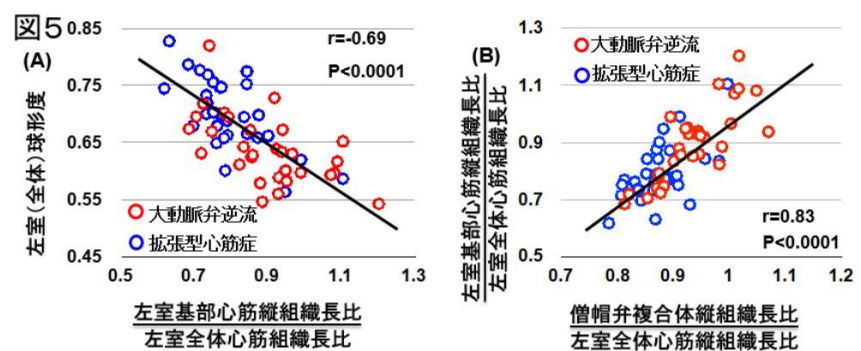 図5
(A)
0.85
0.75
0.65
0.55
0.45
左室(全体)球形度
r=-0.69
P<0.0001
大動脈弁逆流
拡張型心筋症
0.5 0.7 0.9 1.1 1.3
左室基部心筋縦組織長比
左室全体心筋組織長比
(B)
1.3
1.1
0.9
0.7
0.5
左室基部心筋縦組織長比
左室全体心筋組織長比
大動脈弁逆流
拡張型心筋症
r=0.83
P<0.0001
0.7 0.8 0.9 1 1.1 1.2
僧帽弁複合体縦組織長比
左室全体心筋縦組織長比